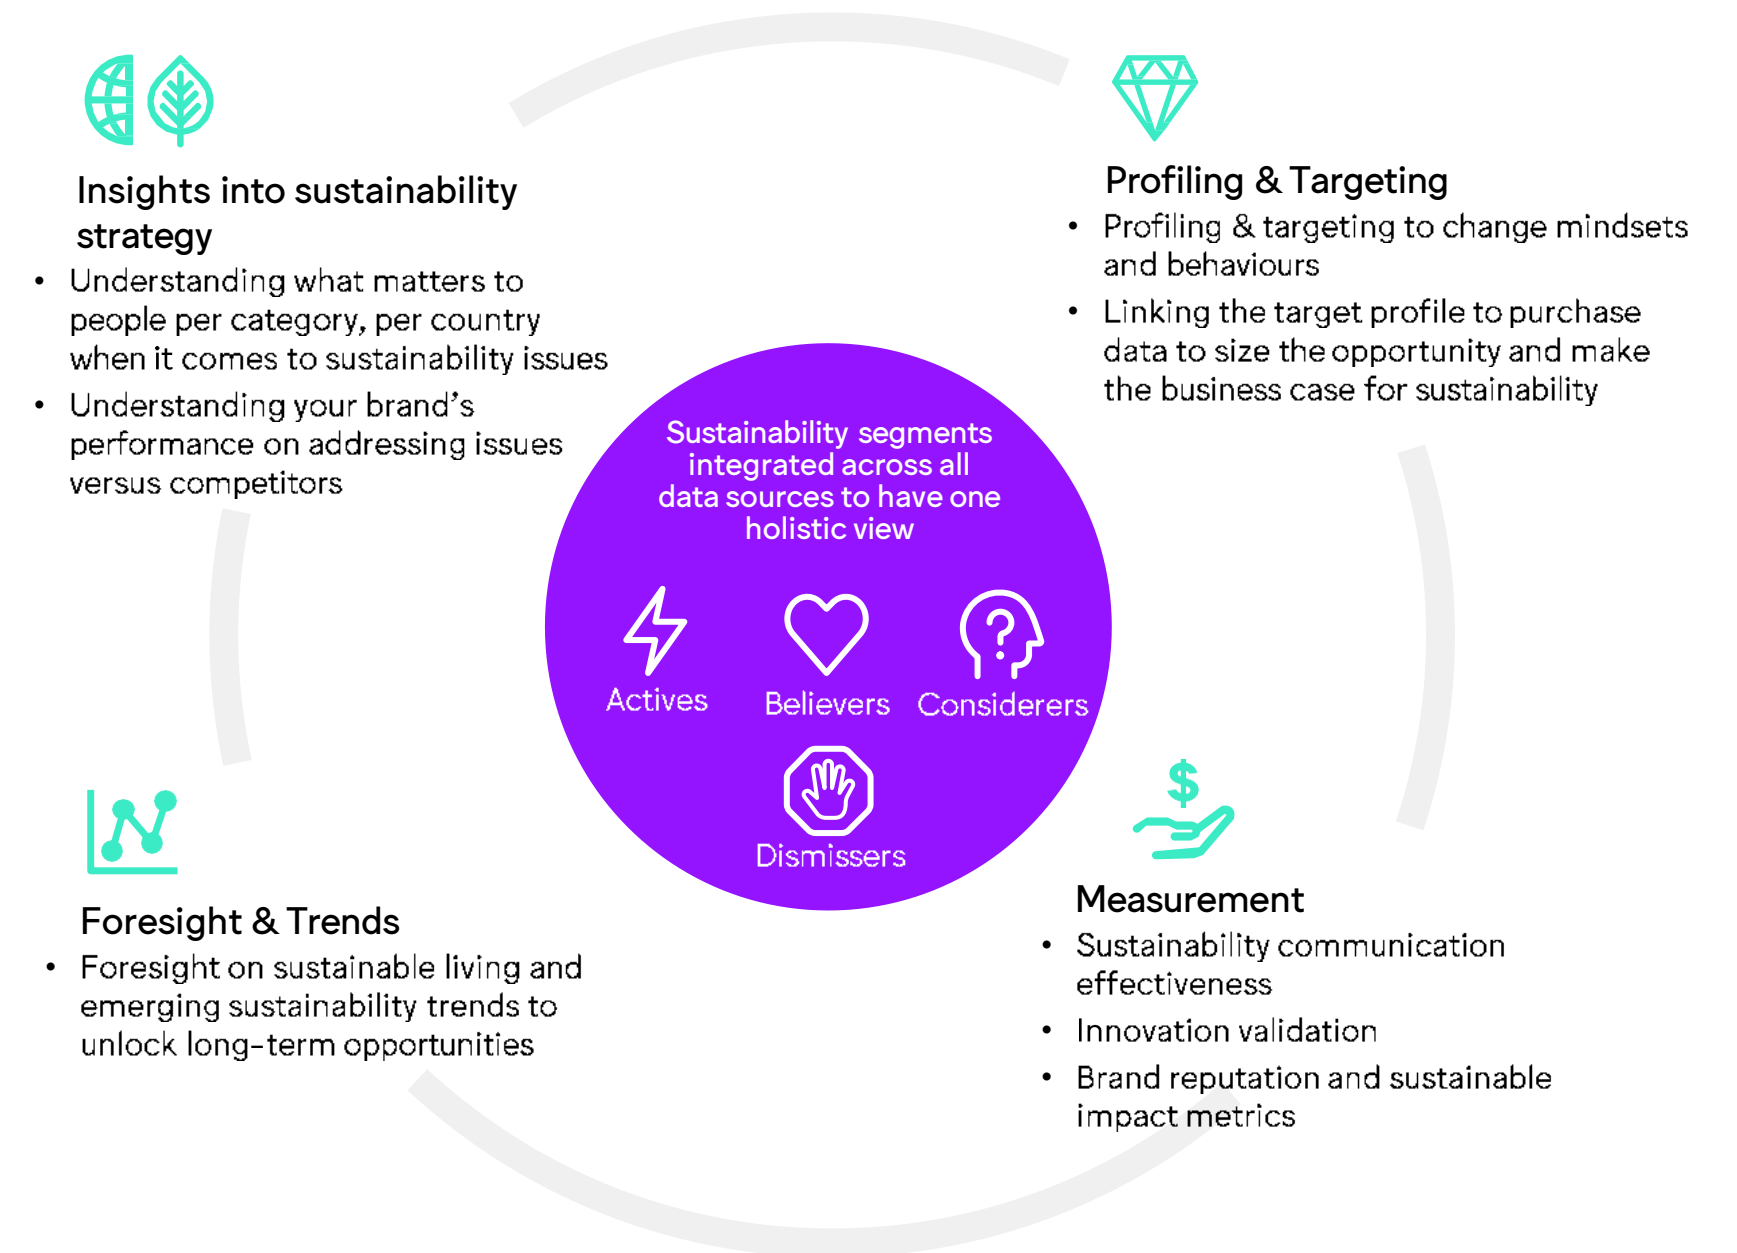 Insights into sustainability
strategy
• Understanding what matters to
people per category, per country
when it comes to sustainability issues
• Understanding your brand’s
performance on addressing issues
versus competitors
Profiling & Targeting
• Profiling & targeting to change mindsets
and behaviours
• Linking the target profile to purchase
data to size the opportunity and make
the business case for sustainability
Sustainability segments
integrated across all
data sources to have one
holistic view
Actives
Believers
Considerers
Dismissers
Foresight & Trends
• Foresight on sustainable living and
emerging sustainability trends to
unlock long-term opportunities
$
Measurement
• Sustainability communication
effectiveness
• Innovation validation
• Brand reputation and sustainable
impact metrics